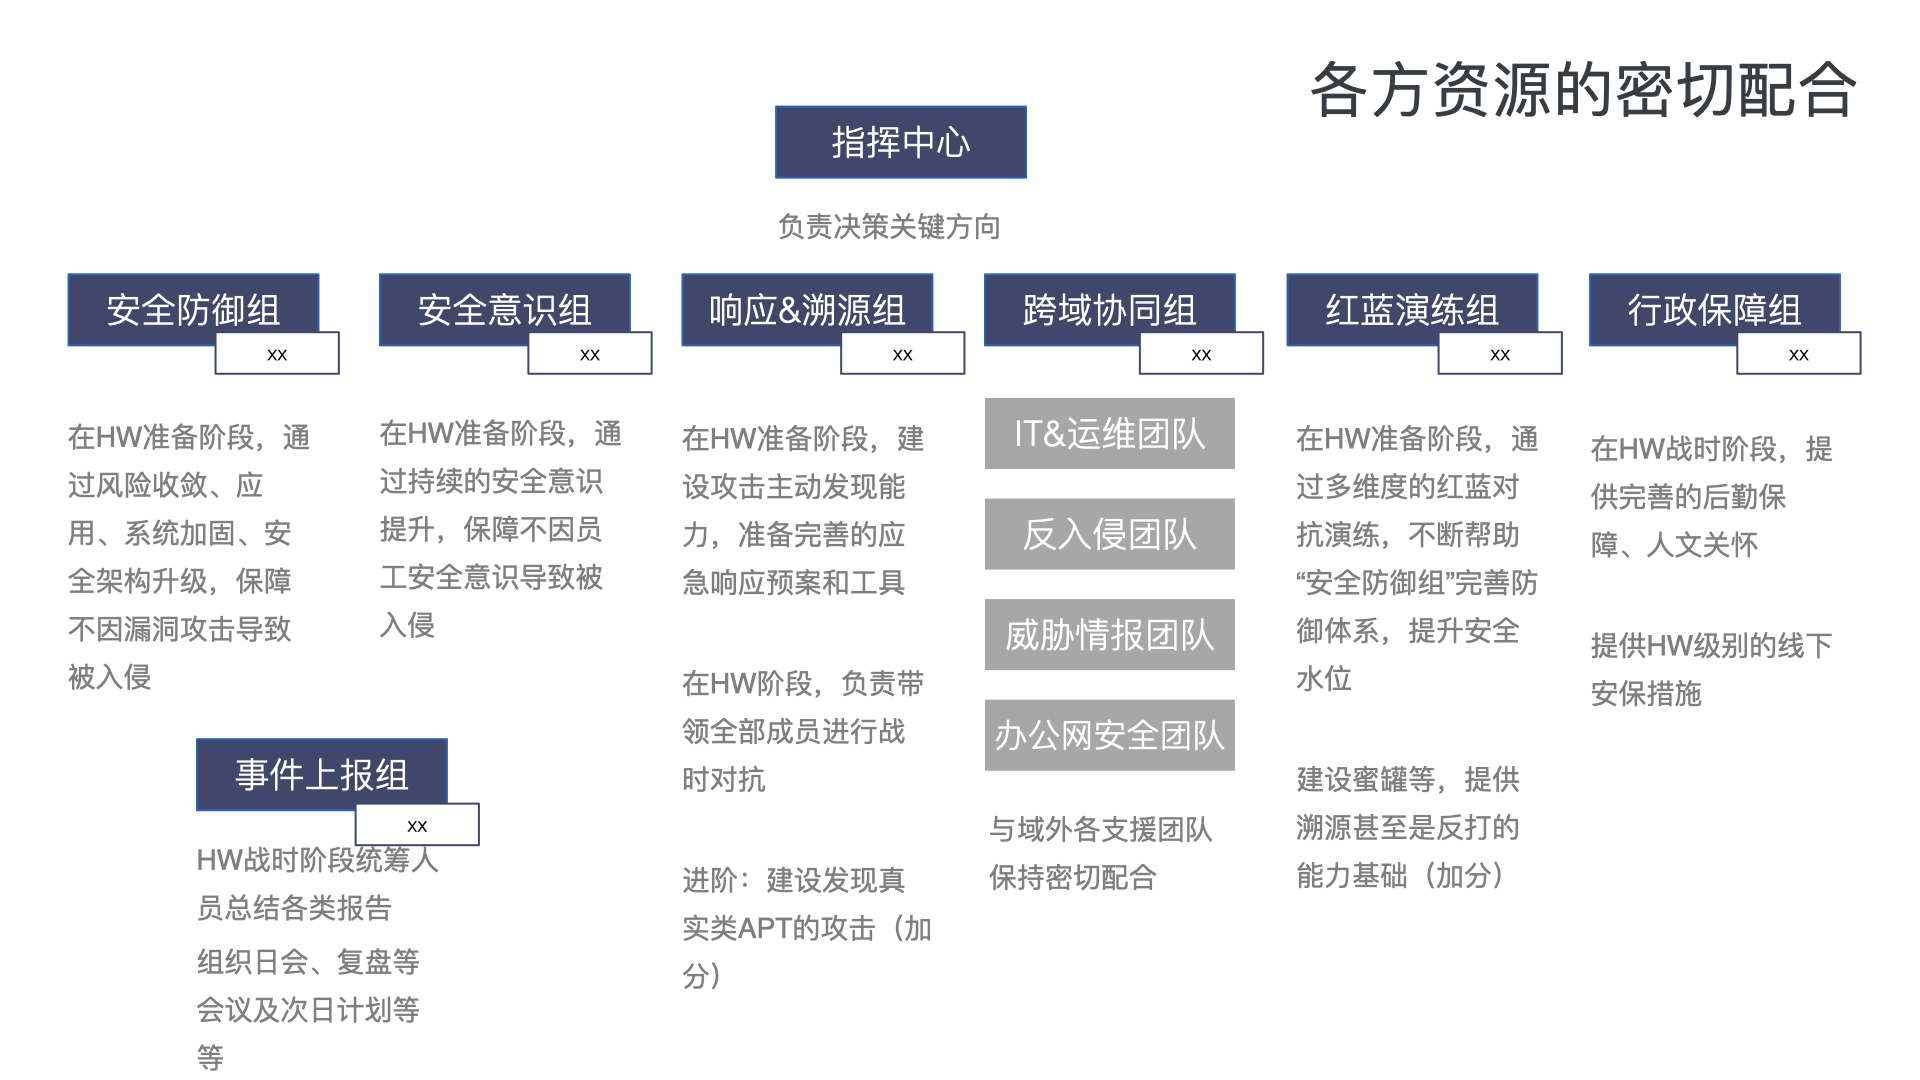 各方资源的密切配合
指挥中心
负责决策关键方向
安全防御组
xx
在HW准备阶段，通
过风险收敛、应
用、系统加固、安
全架构升级，保障
不因漏洞攻击导致
被入侵
安全意识组
xx
在HW准备阶段，通
过持续的安全意识
提升，保障不因员
工安全意识导致被
入侵
事件上报组
xx
HW战时阶段统筹人
员总结各类报告
组织日会、复盘等
会议及次日计划等
等
响应&溯源组
xx
在HW准备阶段，建
设攻击主动发现能
力，准备完善的应
急响应预案和工具
在HW阶段，负责带
领全部成员进行战
时对抗
进阶：建设发现真
实类APT的攻击（加
分）
跨域协同组
xx
IT&运维团队
反入侵团队
威胁情报团队
办公网安全团队
与域外各支援团队
保持密切配合
红蓝演练组
xx
在HW准备阶段，通
过多维度的红蓝对
抗演练，不断帮助
“安全防御组”完善防
御体系，提升安全
水位
建设蜜罐等，提供
溯源甚至是反打的
能力基础（加分）
行政保障组
xx
在HW战时阶段，提
供完善的后勤保
障、人文关怀
提供HW级别的线下
安保措施